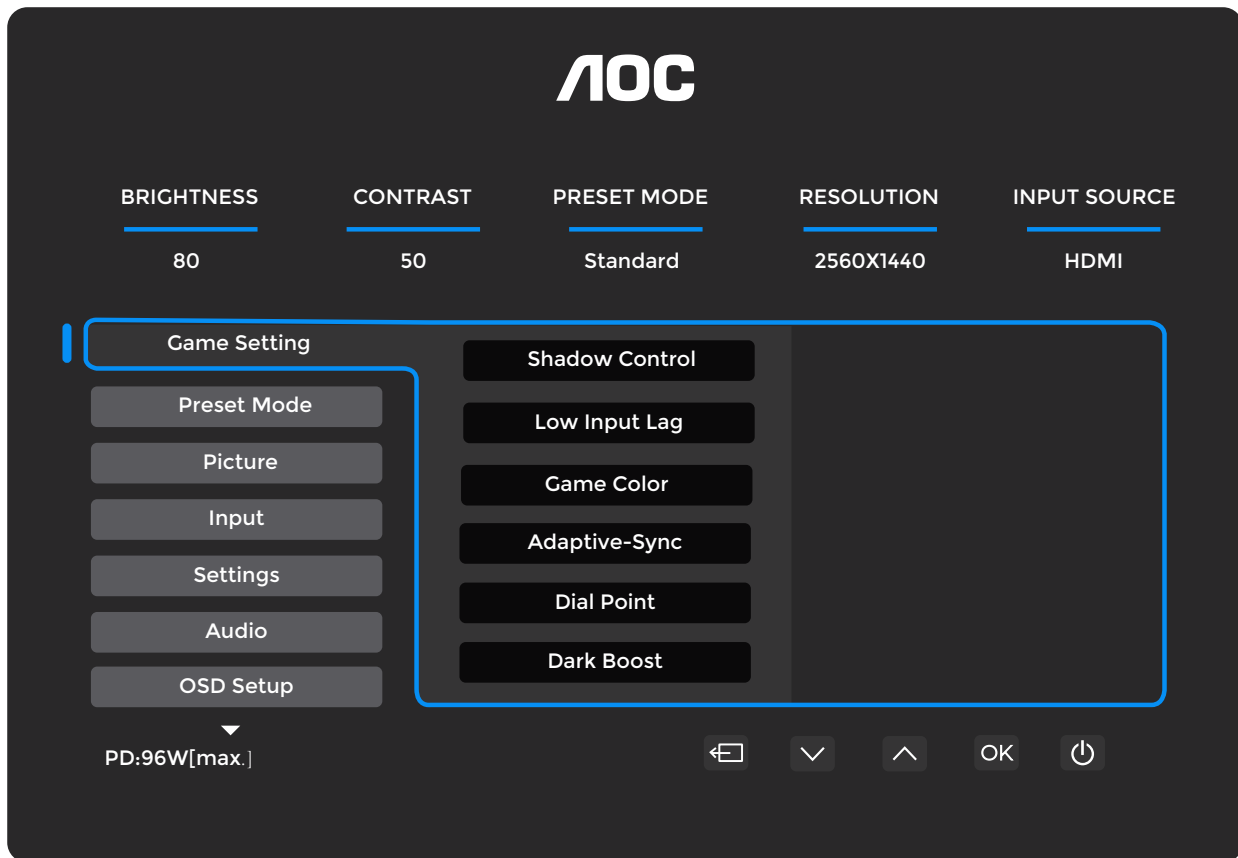 AOC
BRIGHTNESS CONTRAST PRESET MODE RESOLUTION INPUT SOURCE
80 50 Standard 2560X1440 HDMI
Game Setting
Preset Mode
Picture
Input
Settings
Audio
OSD Setup
Shadow Control
Low Input Lag
Game Color
Adaptive-Sync
Dial Point
Dark Boost
PD:96W[max.]
OK